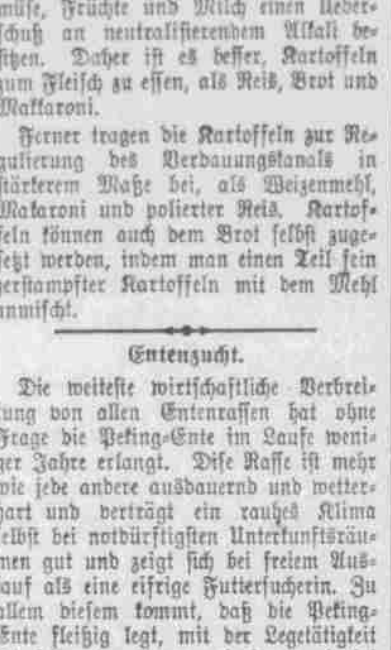 müse, Früchte und Milch einen Ueber-
schuß an neutralisierendem Alkali be-
sitzen. Daher ist es besser, Kartoffeln
zum Fleisch zu essen, als Reis, Brot und
Makkaroni.
Ferner tragen die Kartoffeln zur Re-
gulierung des Verdauungskanals in
stärkerem Maße bei, als Weizenmehl,
Makaroni und polierter Reis. Kartof-
feln können auch dem Brot selbst zuge-
setzt werden, indem man einen Teil fein
zerstampfter Kartoffeln mit dem Mehl
anmischt.
Entenzucht.
Die weiteste wirtschaftliche Verbrei-
tung von allen Entenrassen hat ohne
Frage die Peking-Ente im Laufe weni-
ger Jahre erlangt. Dise Rasse ist mehr
wie jede andere ausdauernd und wetter-
hart und verträgt ein rauhes Klima
selbst bei notdürftigsten Unterkunftsräu-
men gut und zeigt sich bei freiem Aus-
lauf als eine eifrige Futtersucherin. Zu
allem diesem kommt, daß die Peking-
Ente fleißig legt, mit der Legetätigkeit